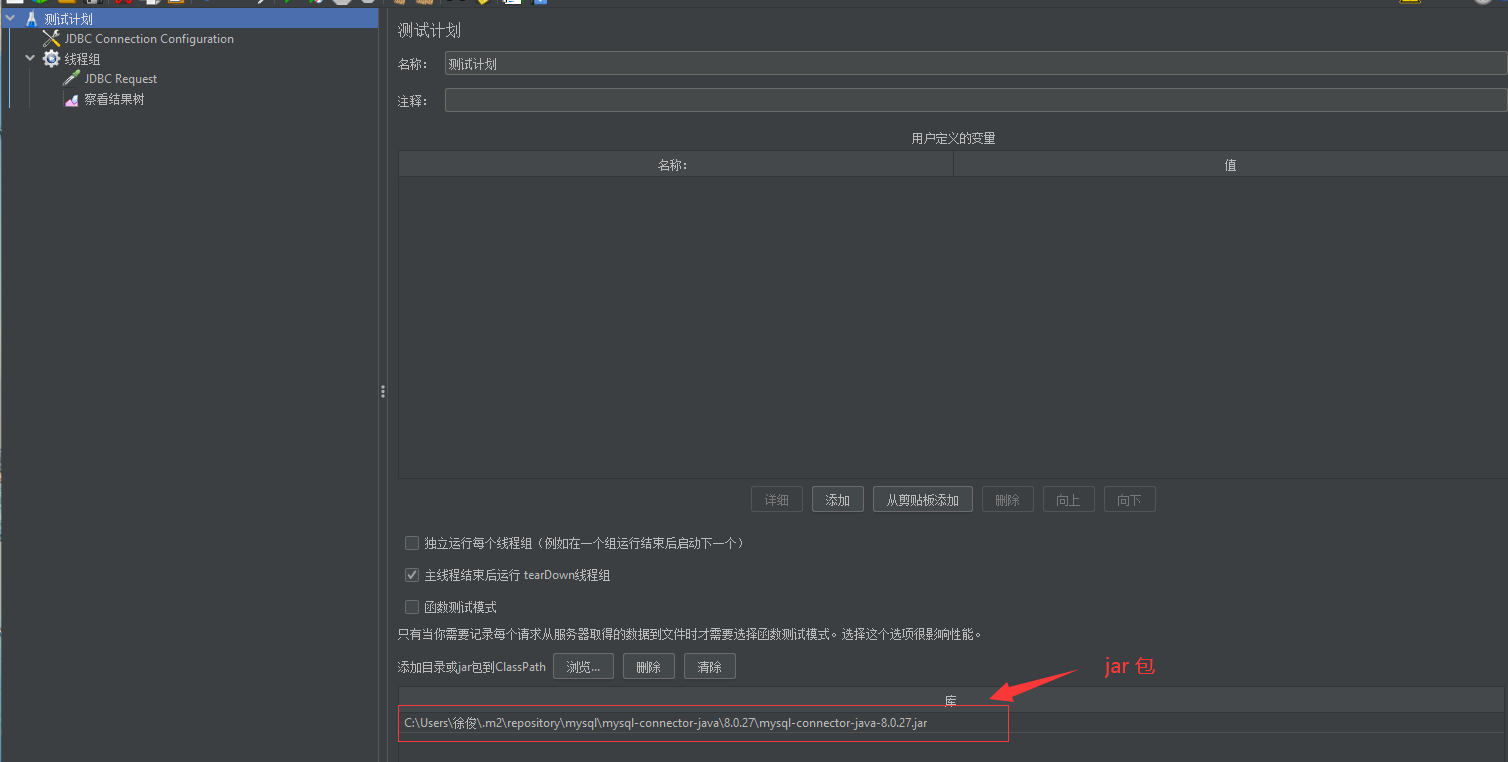 测试计划
JDBC Connection Configuration
线程组
JDBC Request
察看结果树
测试计划
名称： 测试计划
注释：
用户定义的变量
名称： 值
详细 添加 从剪贴板添加 删除 向上 向下
独立运行每个线程组（例如在一个组运行结束后启动下一个）
主线程结束后运行 tearDown线程组
函数测试模式
只有当你需要记录每个请求从服务器取得的数据到文件时才需要选择函数测试模式。选择这个选项很影响性能。
添加目录或jar包到ClassPath 浏览... 删除 清除
jar 包
库
C:\Users\徐俊\.m2\repository\mysql\mysql-connector-java\8.0.27\mysql-connector-java-8.0.27.jar